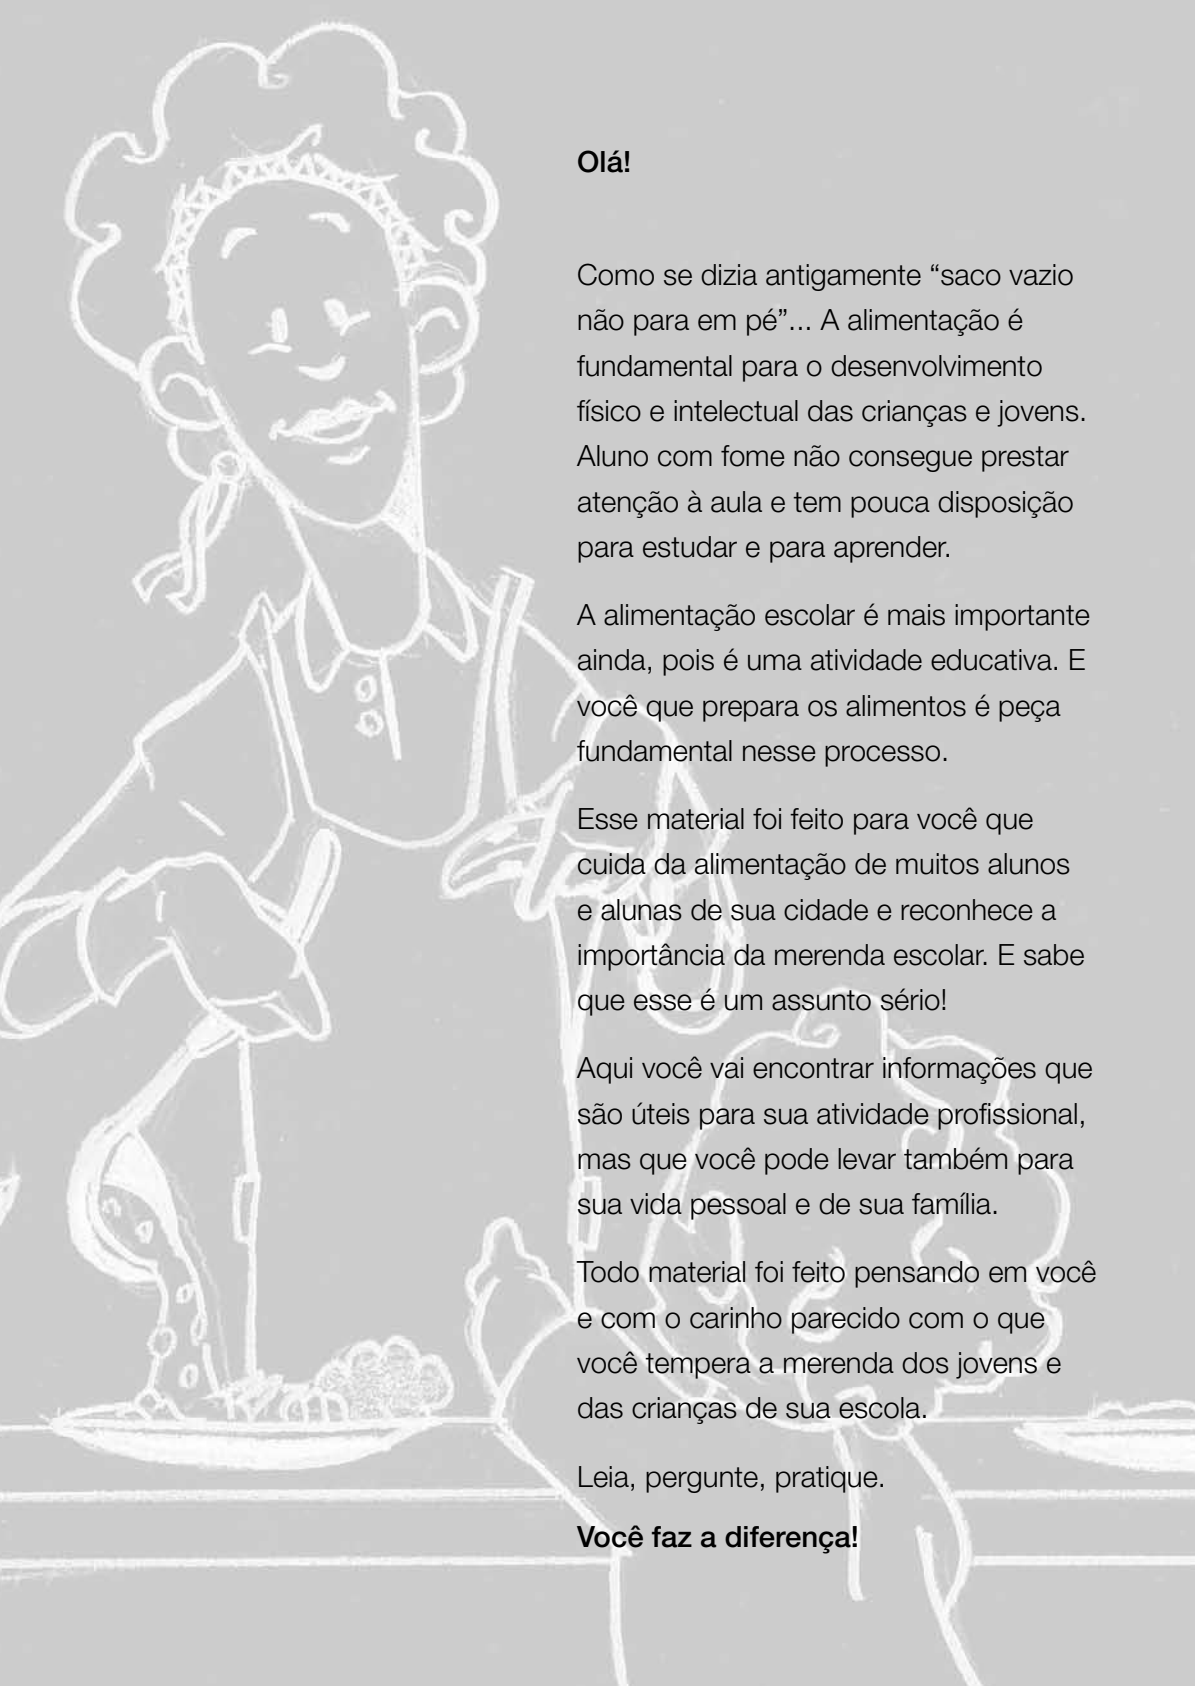 Olá!
Como se dizia antigamente “saco vazio
não para em pé”... A alimentação é
fundamental para o desenvolvimento
físico e intelectual das crianças e jovens.
Aluno com fome não consegue prestar
atenção à aula e tem pouca disposição
para estudar e para aprender.
A alimentação escolar é mais importante
ainda, pois é uma atividade educativa. E
você que prepara os alimentos é peça
fundamental nesse processo.
Esse material foi feito para você que
cuida da alimentação de muitos alunos
e alunas de sua cidade e reconhece a
importância da merenda escolar. E sabe
que esse é um assunto sério!
Aqui você vai encontrar informações que
são úteis para sua atividade profissional,
mas que você pode levar também para
sua vida pessoal e de sua família.
Todo material foi feito pensando em você
e com o carinho parecido com o que
você tempera a merenda dos jovens e
das crianças de sua escola.
Leia, pergunte, pratique.
Você faz a diferença!